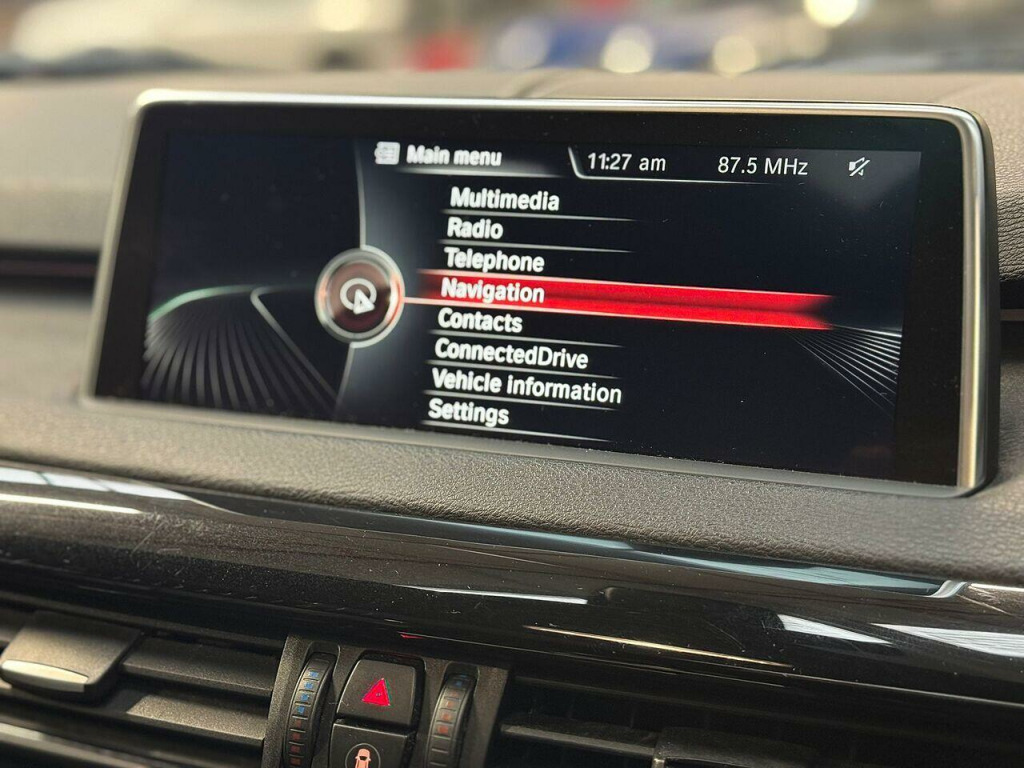 Main menu 11:27 am 87.5 MHz
Multimedia
Radio
Telephone
Navigation
Contacts
ConnectedDrive
Vehicle information
Settings